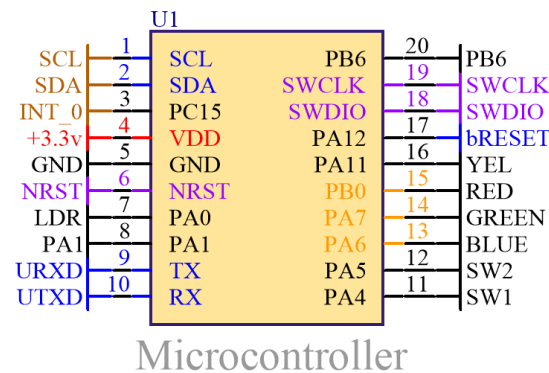 U1
SCL 1 SCL PB6 20 PB6
SDA 2 SDA SWCLK 19 SWCLK
INT_0 3 PC15 SWDIO 18 SWDIO
+3.3v 4 VDD PA12 17 bRESET
GND 5 GND PA11 16 YEL
NRST 6 NRST PB0 15 RED
LDR 7 PA0 PA7 14 GREEN
PA1 8 PA1 PA6 13 BLUE
URXD 9 TX PA5 12 SW2
UTXD 10 RX PA4 11 SW1
Microcontroller